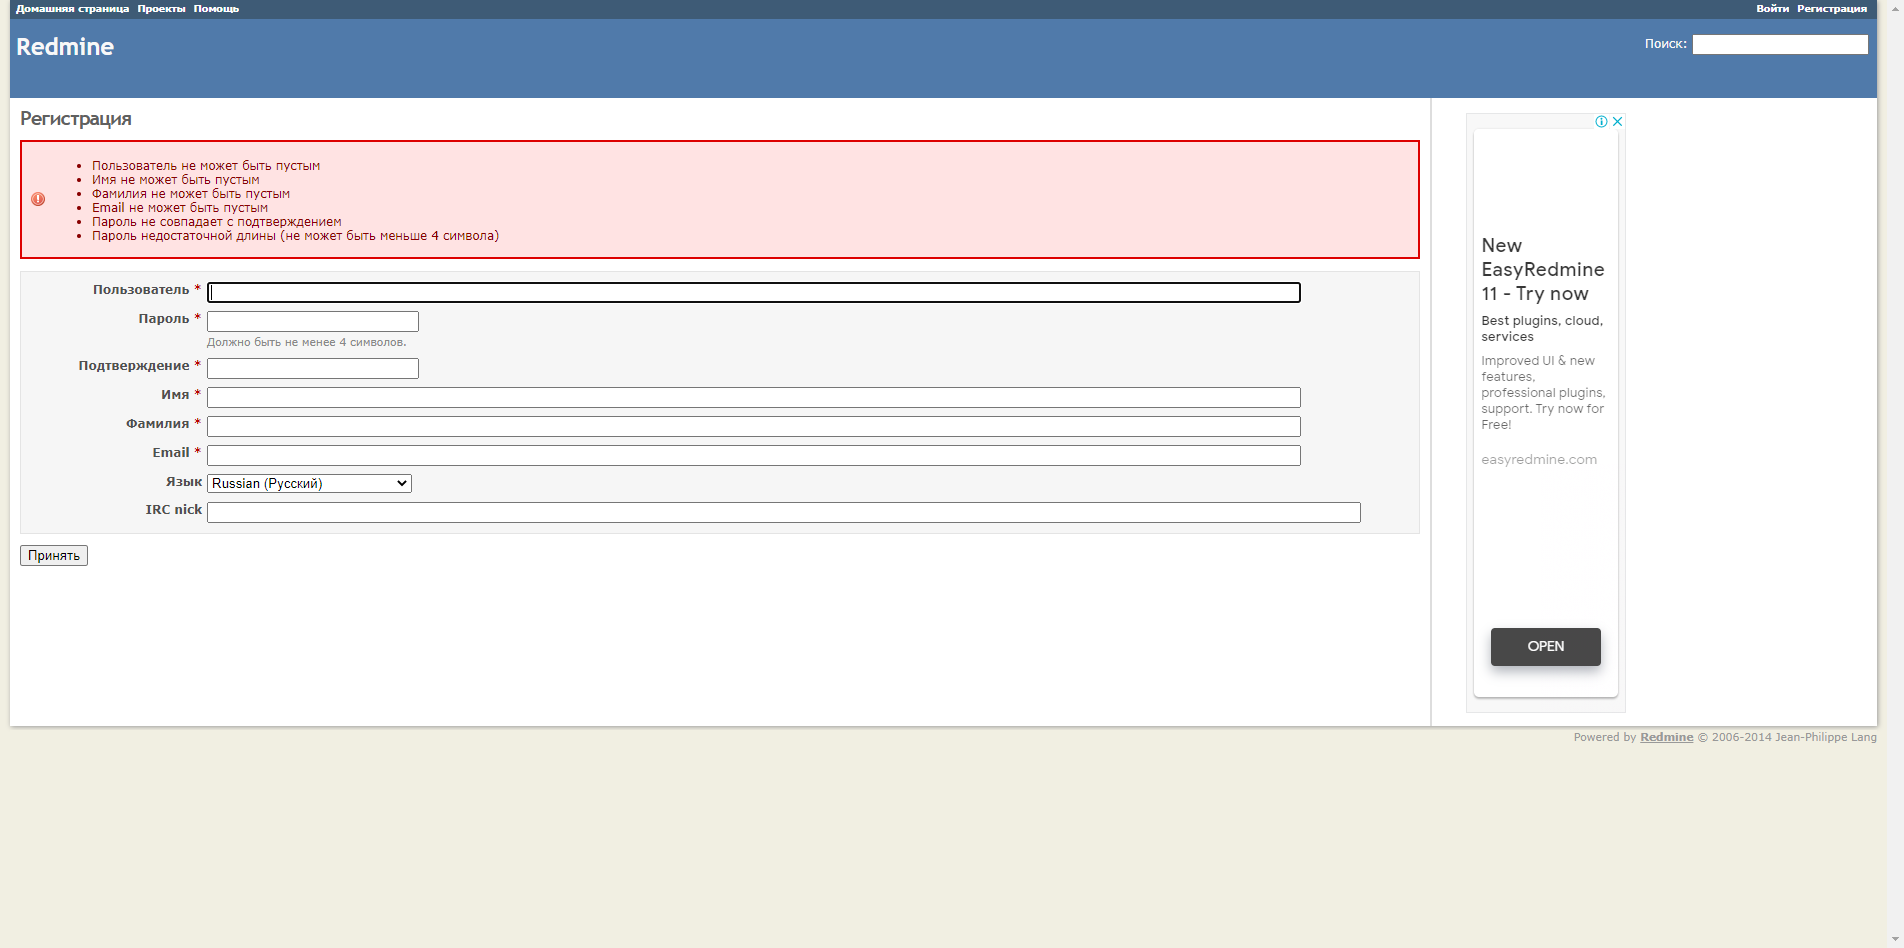 Домашняя страница Проекты Помощь
Войти Регистрация
Redmine
Поиск:
Регистрация
Пользователь не может быть пустым
Имя не может быть пустым
Фамилия не может быть пустым
Email не может быть пустым
Пароль не совпадает с подтверждением
Пароль недостаточной длины (не может быть меньше 4 символа)
Пользователь *
Пароль *
Должно быть не менее 4 символов.
Подтверждение *
Имя *
Фамилия *
Email *
Язык Russian (Русский)
IRC nick
Принять
New
EasyRedmine
11 - Try now
Best plugins, cloud,
services
Improved UI & new
features,
professional plugins,
support. Try now for
Free!
easyredmine.com
OPEN
Powered by Redmine © 2006-2014 Jean-Philippe Lang